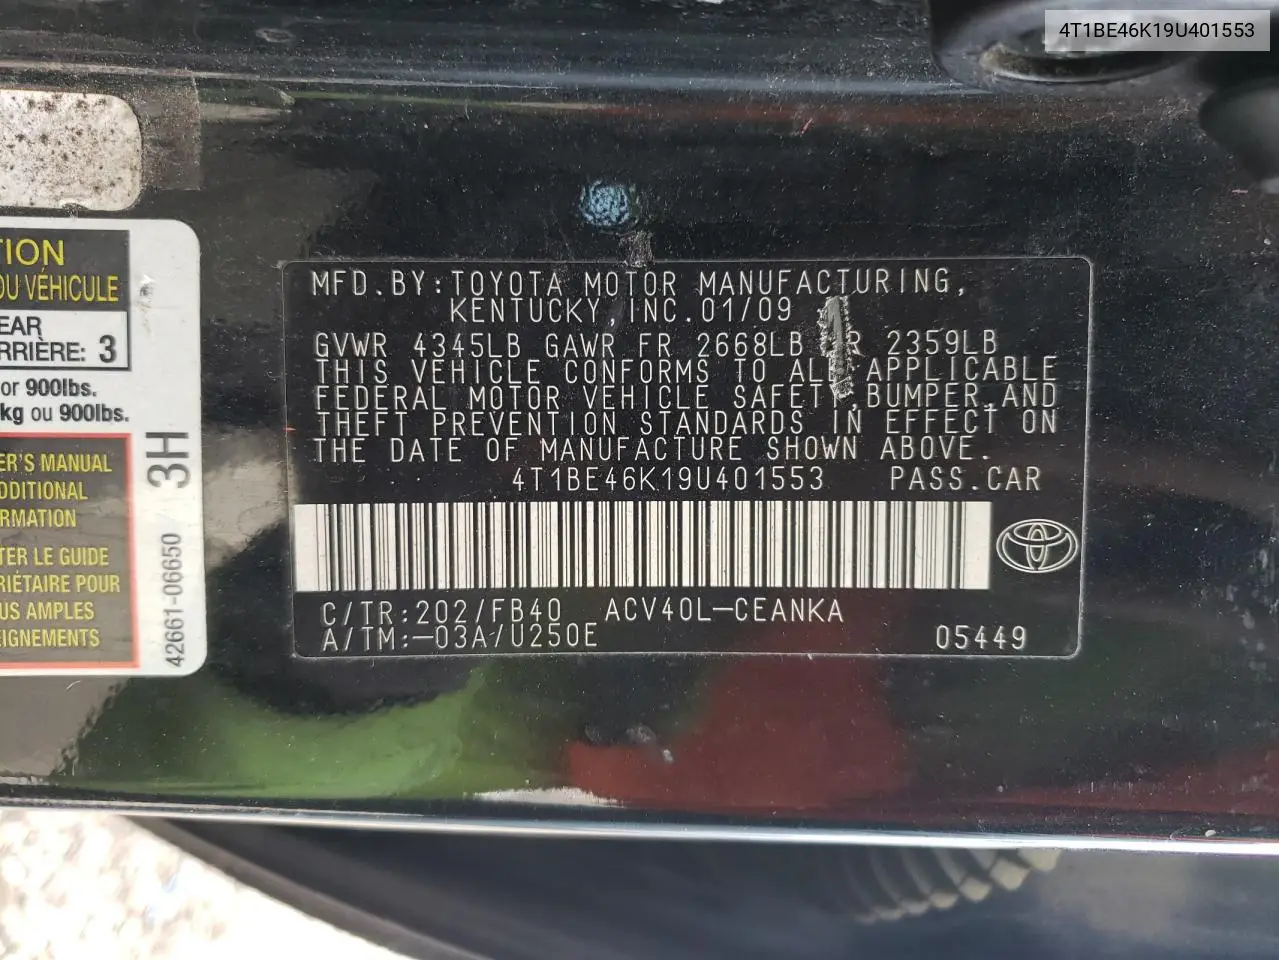 4T1BE46K19U401553
TION
DU VÉHICULE
EAR
RRIÈRE: 3
or 900lbs.
kg ou 900lbs.
ER'S MANUAL
DDITIONAL
RMATION
TER LE GUIDE
RIÉTAIRE POUR
US AMPLES
EIGNEMENTS
3H
42661-06650
MFD.BY:TOYOTA MOTOR MANUFACTURING,
KENTUCKY,INC.01/09
GVWR 4345LB GAWR FR 2668LB RR 2359LB
THIS VEHICLE CONFORMS TO ALL APPLICABLE
FEDERAL MOTOR VEHICLE SAFETY,BUMPER,AND
THEFT PREVENTION STANDARDS IN EFFECT ON
THE DATE OF MANUFACTURE SHOWN ABOVE.
4T1BE46K19U401553 PASS.CAR
C/TR:202/FB40 ACV40L-CEANKA
A/TM:-03A/U250E 05449